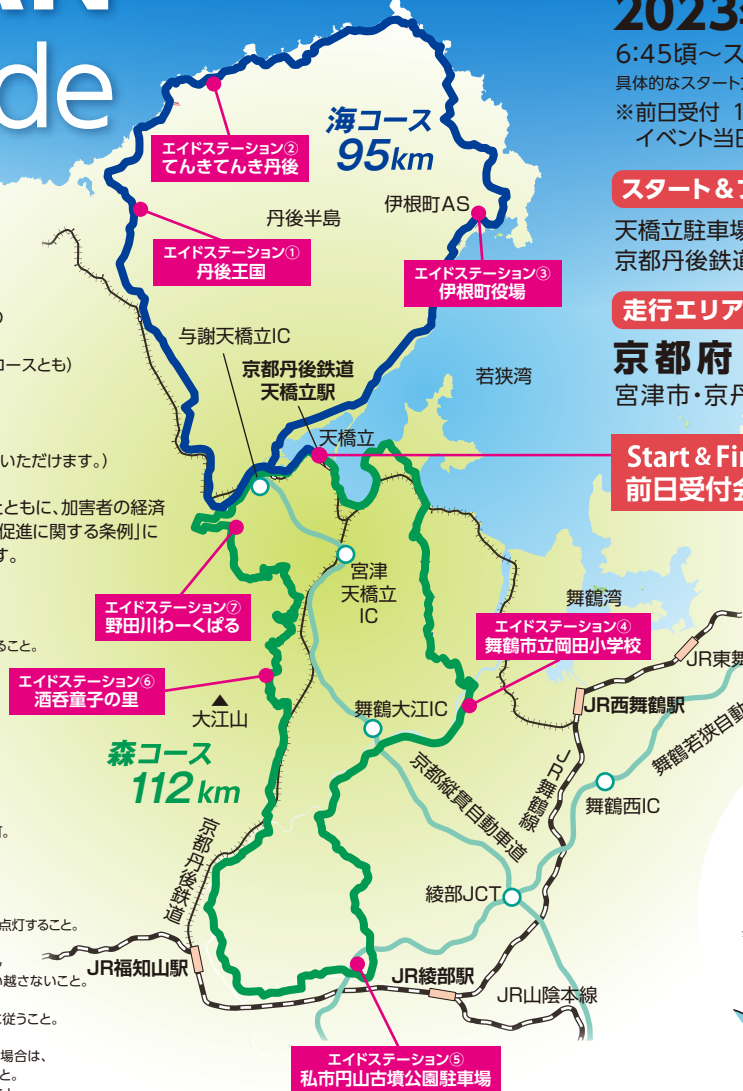 AN
de
2023
6:45頃～ス
具体的なスタート
※前日受付 1
イベント当日
スタート&フ
天橋立駐車場
京都丹後鉄道
走行エリア
京都府
宮津市・京丹
Start & Fin
前日受付会
海コース
95km
エイドステーション②
てんきてんき丹後
丹後半島
伊根町AS
エイドステーション①
丹後王国
エイドステーション③
伊根町役場
与謝天橋立IC
コースとも)
京都丹後鉄道
天橋立駅
若狭湾
天橋立
いただけます。)
とともに、加害者の経済
促進に関する条例」に
す。
宮津
天橋立
IC
舞鶴湾
エイドステーション⑦
野田川わーくぱる
エイドステーション④
舞鶴市立岡田小学校
ること。
JR東舞
エイドステーション⑥
酒呑童子の里
大江山
舞鶴大江IC
JR西舞鶴駅
舞鶴若狭自動
森コース
112km
京都縦貫自動車道
JR舞鶴線
舞鶴西IC
京都丹後鉄道
綾部JCT
点灯すること。
JR福知山駅
い越さないこと。
JR綾部駅
JR山陰本線
に従うこと。
場合は、
と。
エイドステーション⑤
私市円山古墳公園駐車場